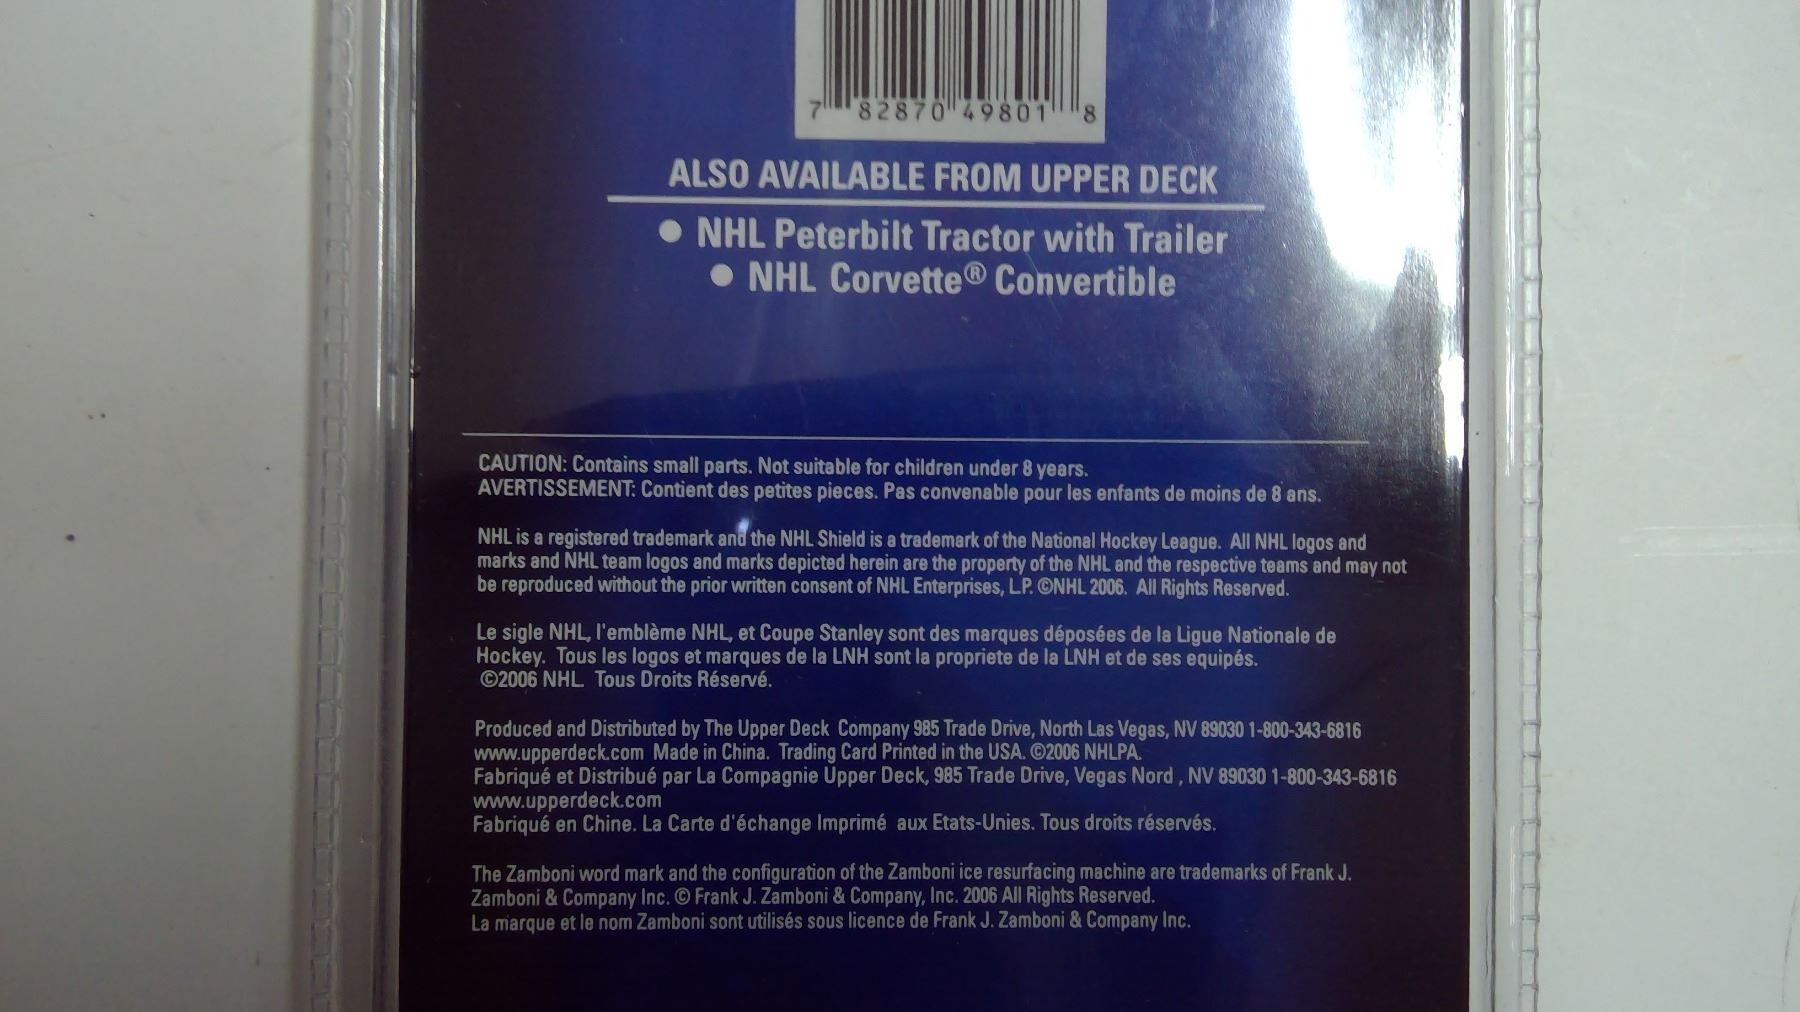 7 82870 49801 8
ALSO AVAILABLE FROM UPPER DECK
● NHL Peterbilt Tractor with Trailer
● NHL Corvette® Convertible
CAUTION: Contains small parts. Not suitable for children under 8 years.
AVERTISSEMENT: Contient des petites pieces. Pas convenable pour les enfants de moins de 8 ans.
NHL is a registered trademark and the NHL Shield is a trademark of the National Hockey League. All NHL logos and
marks and NHL team logos and marks depicted herein are the property of the NHL and the respective teams and may not
be reproduced without the prior written consent of NHL Enterprises, L.P. ©NHL 2006. All Rights Reserved.
Le sigle NHL, l'emblème NHL, et Coupe Stanley sont des marques déposées de la Ligue Nationale de
Hockey. Tous les logos et marques de la LNH sont la propriete de la LNH et de ses equipés.
©2006 NHL. Tous Droits Réservé.
Produced and Distributed by The Upper Deck Company 985 Trade Drive, North Las Vegas, NV 89030 1-800-343-6816
www.upperdeck.com Made in China. Trading Card Printed in the USA. ©2006 NHLPA.
Fabriqué et Distribué par La Compagnie Upper Deck, 985 Trade Drive, Vegas Nord , NV 89030 1-800-343-6816
www.upperdeck.com
Fabriqué en Chine. La Carte d'échange Imprimé aux Etats-Unies. Tous droits réservés.
The Zamboni word mark and the configuration of the Zamboni ice resurfacing machine are trademarks of Frank J.
Zamboni & Company Inc. © Frank J. Zamboni & Company, Inc. 2006 All Rights Reserved.
La marque et le nom Zamboni sont utilisés sous licence de Frank J. Zamboni & Company Inc.